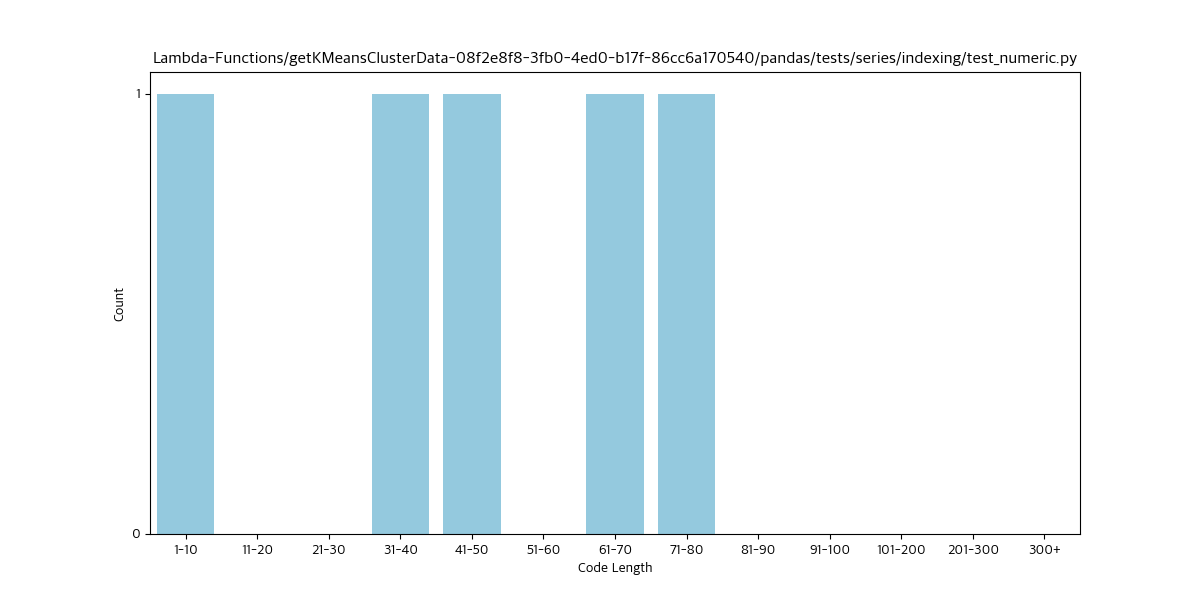 Lambda-Functions/getKMeansClusterData-08f2e8f8-3fb0-4ed0-b17f-86cc6a170540/pandas/tests/series/indexing/test_numeric.py
1
Count
0
1-10 11-20 21-30 31-40 41-50 51-60 61-70 71-80 81-90 91-100 101-200 201-300 300+
Code Length